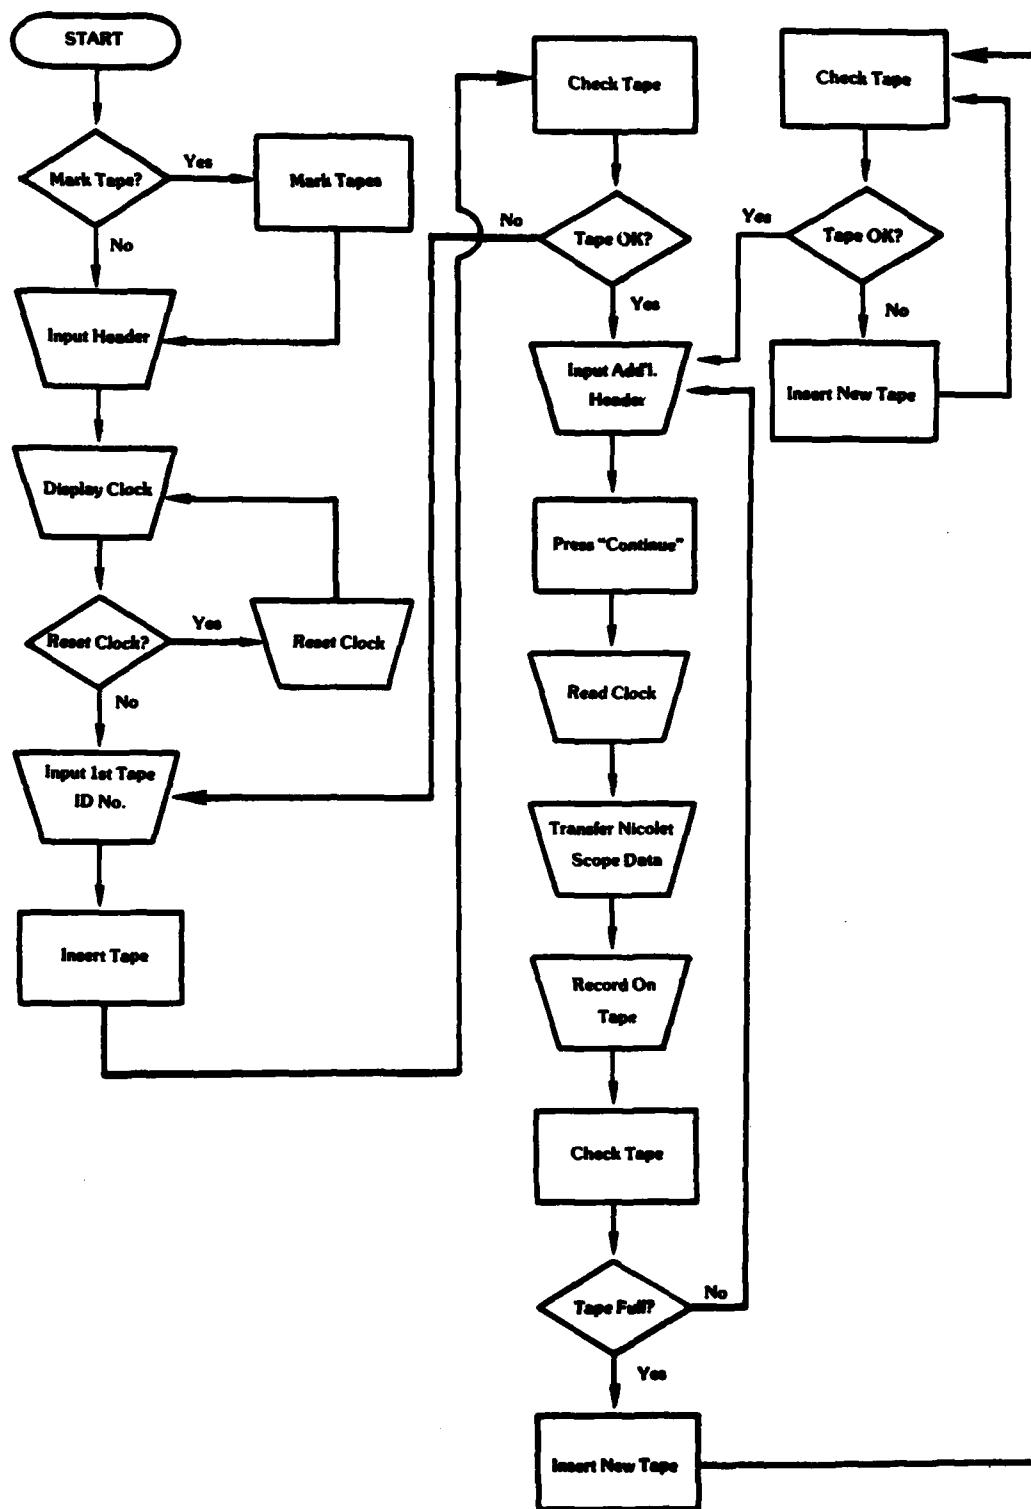 START
Mark Tape?
Yes
Mark Tapes
No
Input Header
Display Clock
Reset Clock?
Yes
Reset Clock
No
Input 1st Tape
ID No.
Insert Tape
Check Tape
No
Tape OK?
Yes
Input Add'l.
Header
Press "Continue"
Read Clock
Transfer Nicolet
Scope Data
Record On
Tape
Check Tape
Tape Full?
No
Yes
Insert New Tape
Check Tape
Yes
Tape OK?
No
Insert New Tape